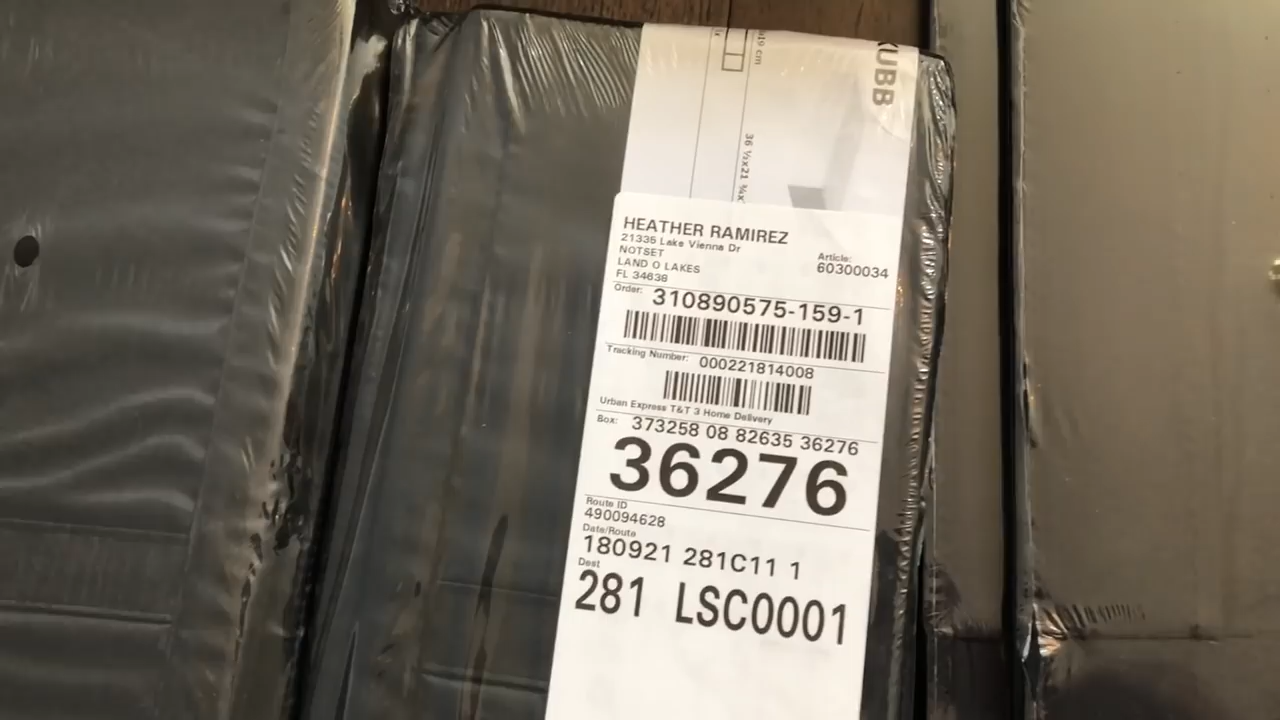 KUBB
19 cm
HEATHER RAMIREZ
21335 Lake Vienna Dr
NOTSET
LAND O LAKES
FL 34638
Article:
60300034
Order: 310890575-159-1
Tracking Number: 000221814008
Urban Express T&T 3 Home Delivery
Box: 373258 08 82635 36276
36276
Route ID
490094628
Date/Route
180921 281C11 1
Dest
281 LSC0001